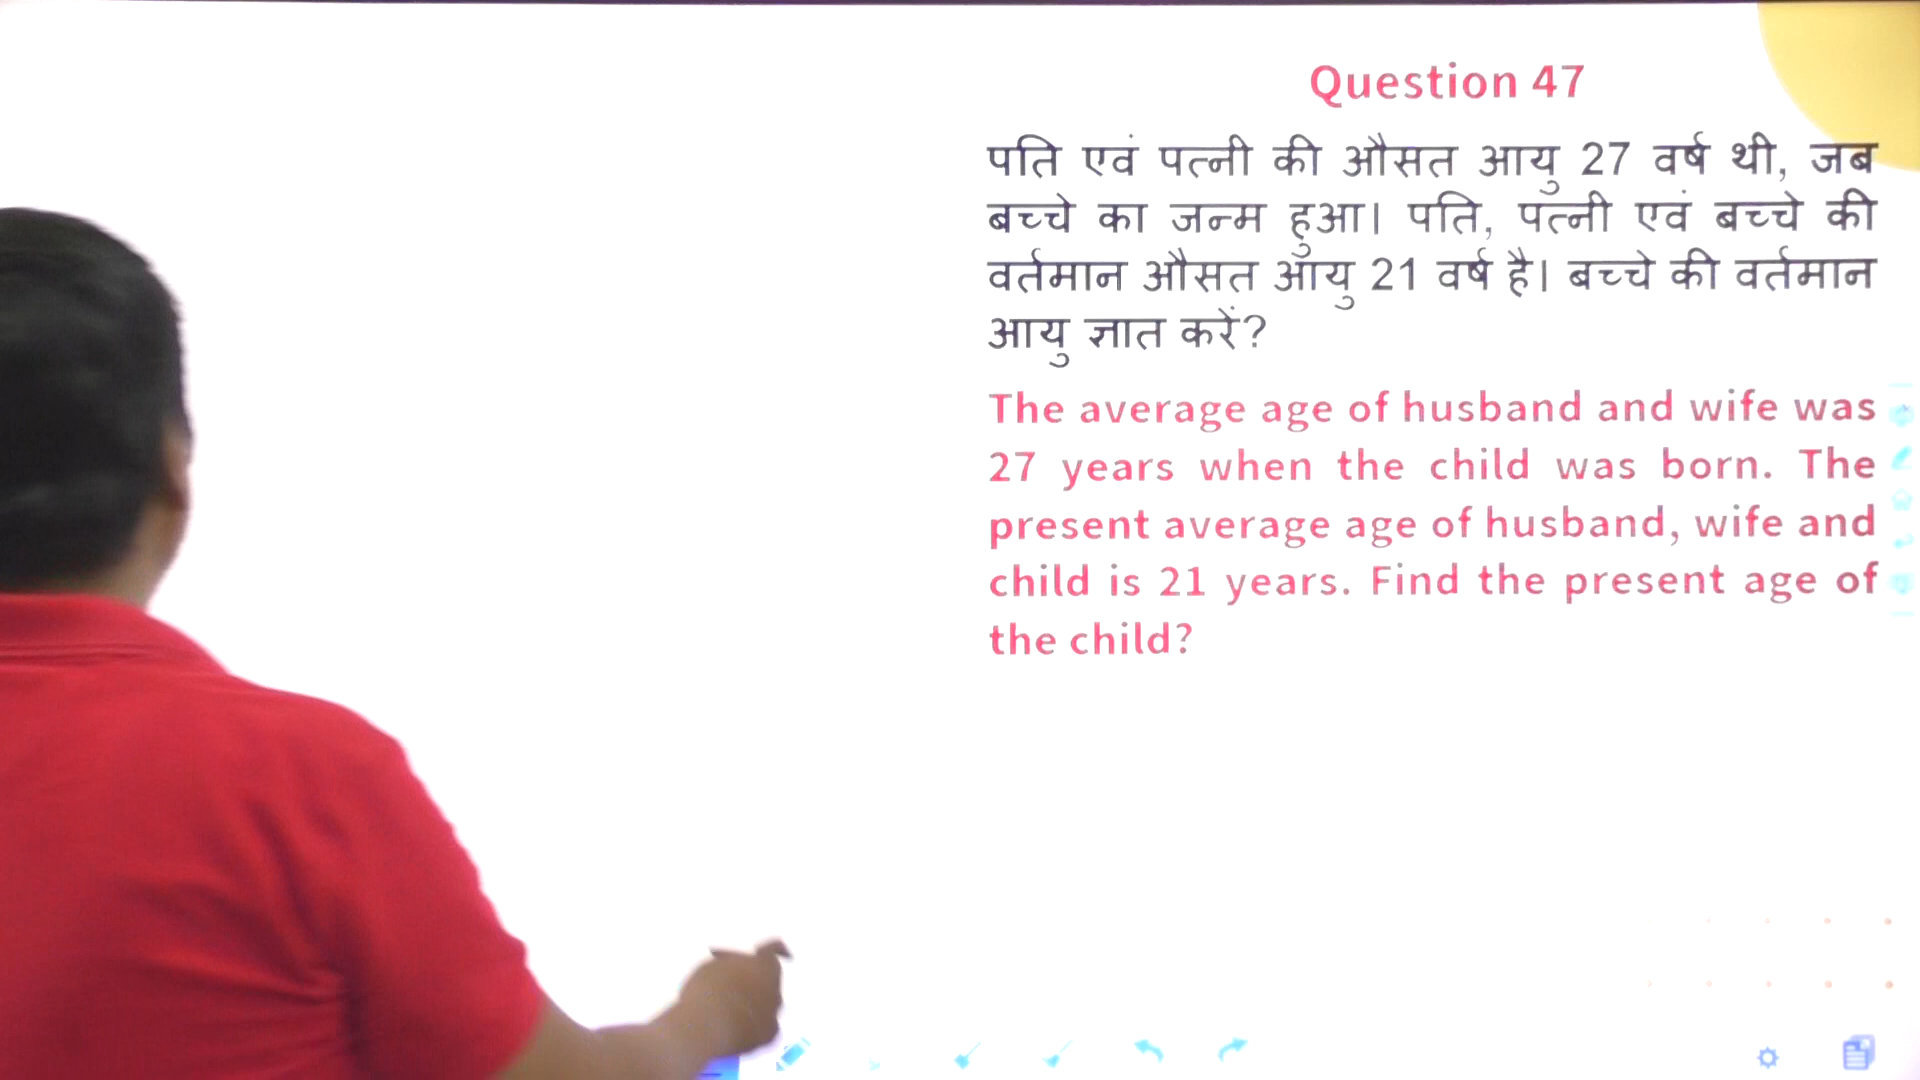 Question 47
पति एवं पत्नी की औसत आयु 27 वर्ष थी, जब
बच्चे का जन्म हुआ। पति, पत्नी एवं बच्चे की
वर्तमान औसत आयु 21 वर्ष है। बच्चे की वर्तमान
आयु ज्ञात करें?
The average age of husband and wife was
27 years when the child was born. The
present average age of husband, wife and
child is 21 years. Find the present age of
the child?